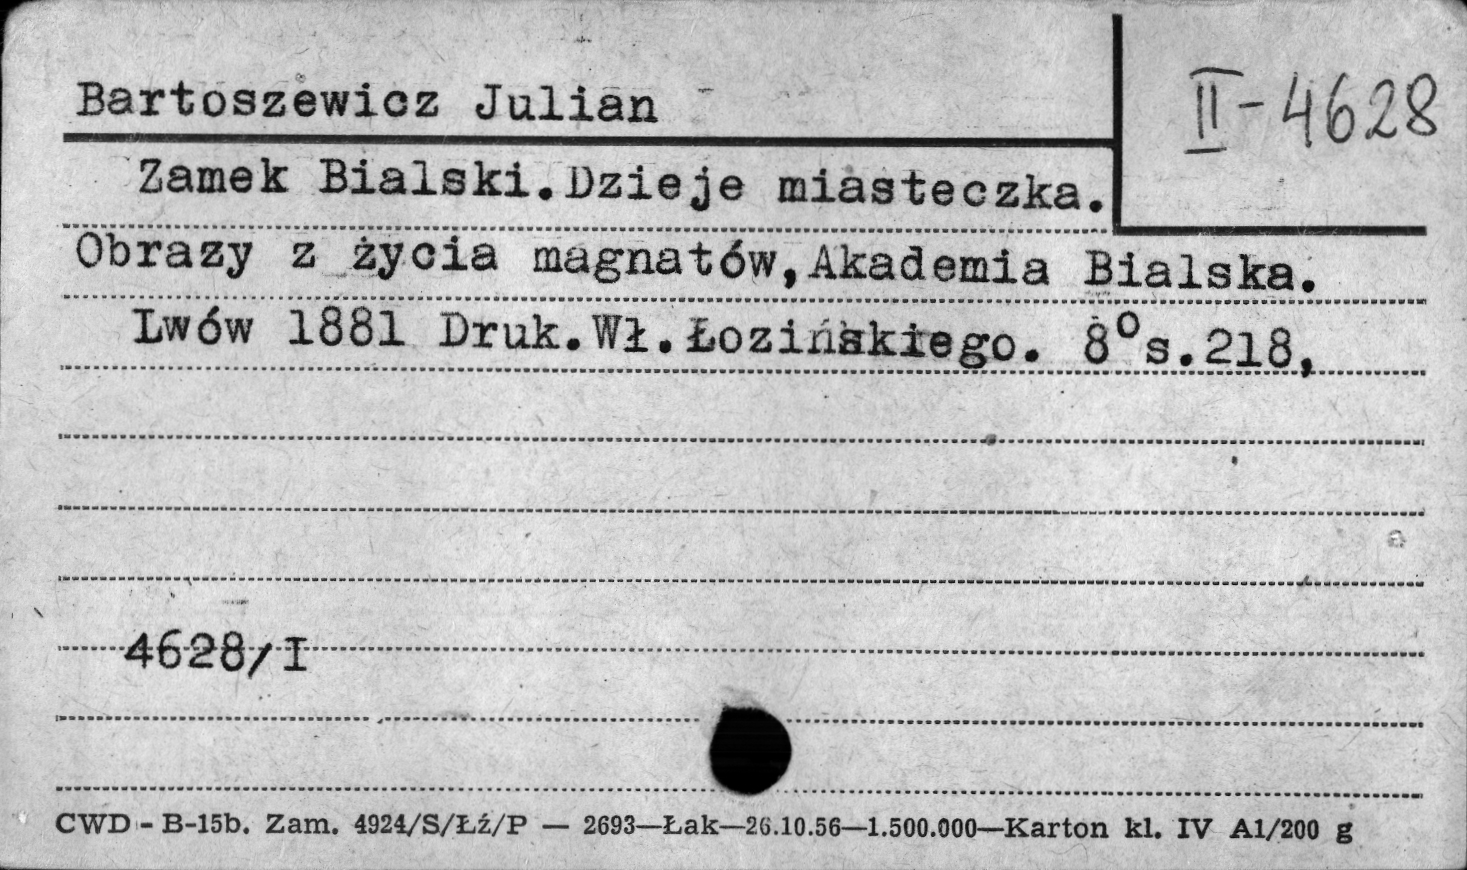 Bartoszewicz Julian
II-4628
Zamek Bialski.Dzieje miasteczka.
Obrazy z życia magnatów,Akademia Bialska.
Lwów 1881 Druk.Wł.Łozińskiego. 8° s.218,
4628/I
CWD - B-15b. Zam. 4924/S/Łź/P — 2693—Łak—26.10.56—1.500.000—Karton kl. IV A1/200 g